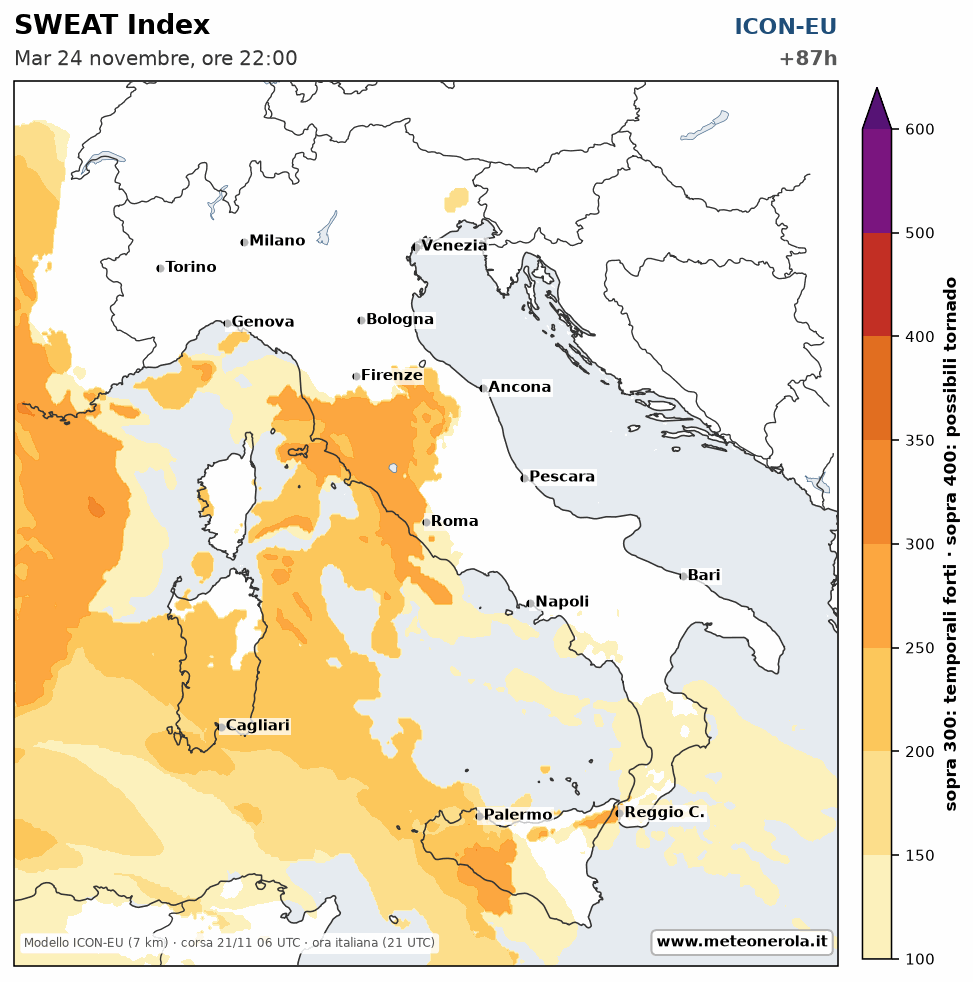 SWEAT Index
ICON-EU
Mar 24 novembre, ore 22:00
+87h
Milano
Venezia
Torino
Genova
Bologna
Firenze
Ancona
Pescara
Roma
Bari
Napoli
Cagliari
Palermo
Reggio C.
Modello ICON-EU (7 km) · corsa 21/11 06 UTC · ora italiana (21 UTC)
www.meteonerola.it
600
500
400
350
300
250
200
150
100
sopra 300: temporali forti · sopra 400: possibili tornado